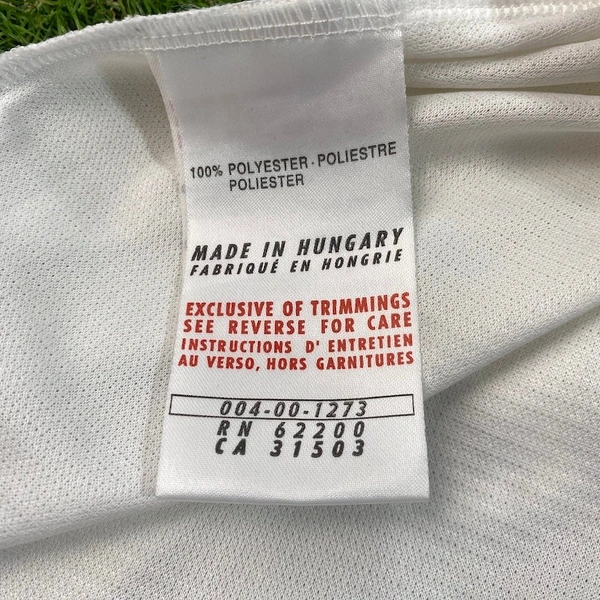 100% POLYESTER · POLIESTRE
POLIESTER
MADE IN HUNGARY
FABRIQUÉ EN HONGRIE
EXCLUSIVE OF TRIMMINGS
SEE REVERSE FOR CARE
INSTRUCTIONS D' ENTRETIEN
AU VERSO, HORS GARNITURES
004-00-1273
RN 62200
CA 31503